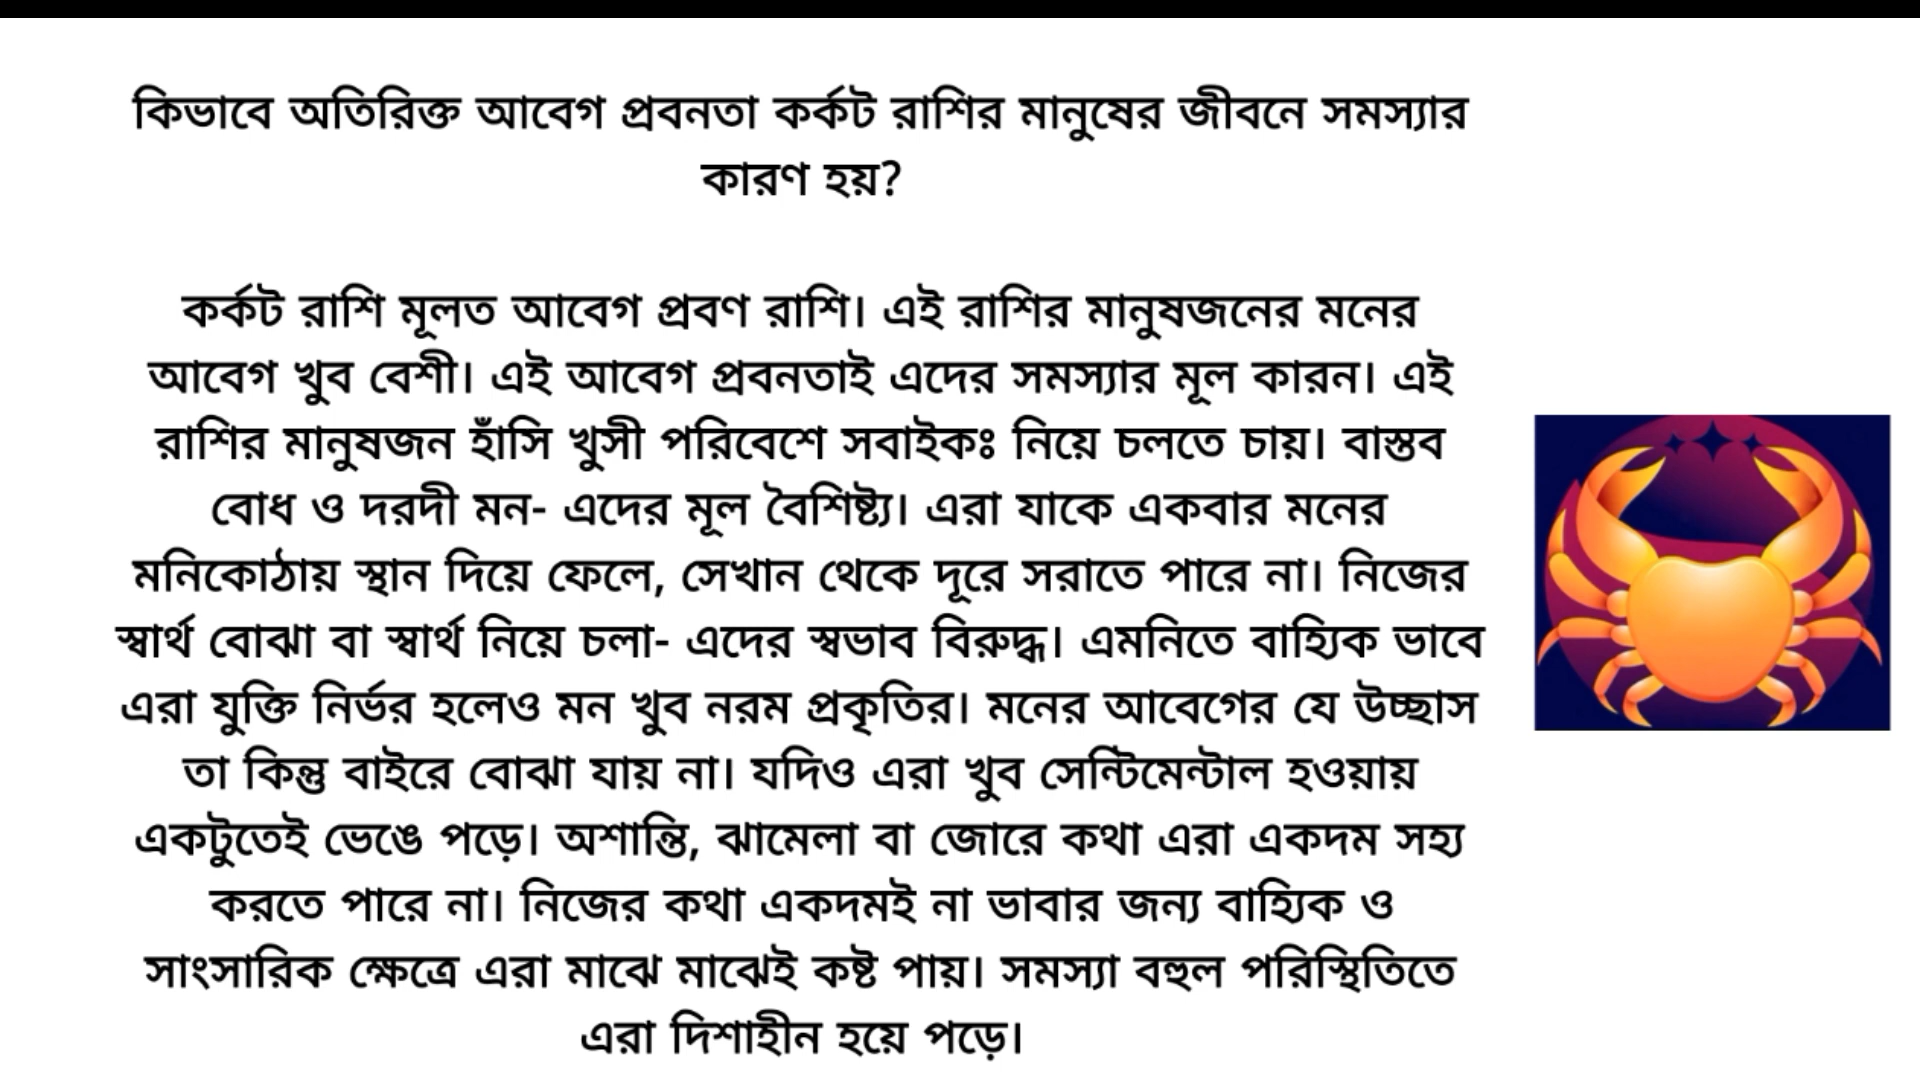 কিভাবে অতিরিক্ত আবেগ প্রবনতা কর্কট রাশির মানুষের জীবনে সমস্যার
কারণ হয়?
কর্কট রাশি মূলত আবেগ প্রবণ রাশি। এই রাশির মানুষজনের মনের
আবেগ খুব বেশী। এই আবেগ প্রবনতাই এদের সমস্যার মূল কারন। এই
রাশির মানুষজন হাঁসি খুসী পরিবেশে সবাইকঃ নিয়ে চলতে চায়। বাস্তব
বোধ ও দরদী মন- এদের মূল বৈশিষ্ট্য। এরা যাকে একবার মনের
মনিকোঠায় স্থান দিয়ে ফেলে, সেখান থেকে দূরে সরাতে পারে না। নিজের
স্বার্থ বোঝা বা স্বার্থ নিয়ে চলা- এদের স্বভাব বিরুদ্ধ। এমনিতে বাহ্যিক ভাবে
এরা যুক্তি নির্ভর হলেও মন খুব নরম প্রকৃতির। মনের আবেগের যে উচ্ছাস
তা কিন্তু বাইরে বোঝা যায় না। যদিও এরা খুব সেন্টিমেন্টাল হওয়ায়
একটুতেই ভেঙে পড়ে। অশান্তি, ঝামেলা বা জোরে কথা এরা একদম সহ্য
করতে পারে না। নিজের কথা একদমই না ভাবার জন্য বাহ্যিক ও
সাংসারিক ক্ষেত্রে এরা মাঝে মাঝেই কষ্ট পায়। সমস্যা বহুল পরিস্থিতিতে
এরা দিশাহীন হয়ে পড়ে।